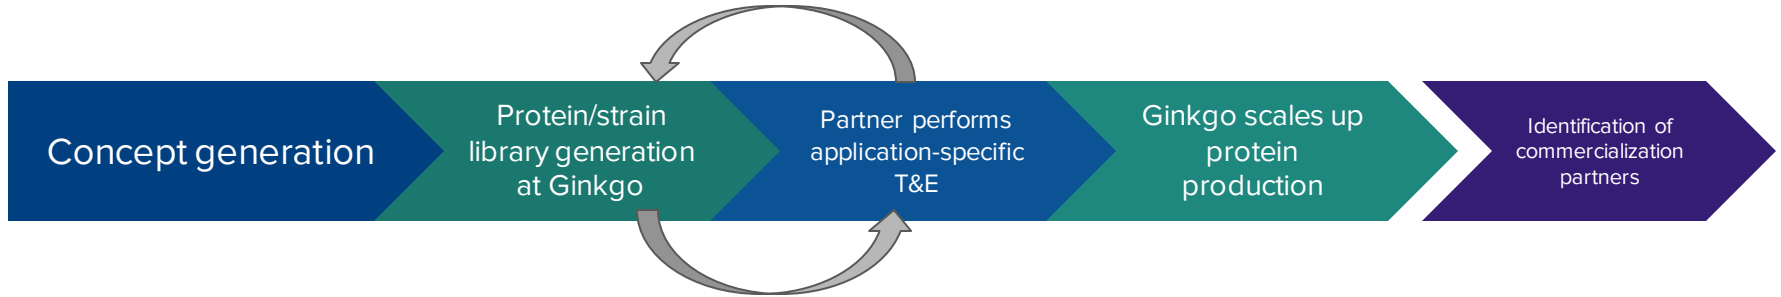 Concept generation
Protein/strain
library generation
at Ginkgo
Partner performs
application-specific
T&E
Ginkgo scales up
protein
production
Identification of
commercialization
partners